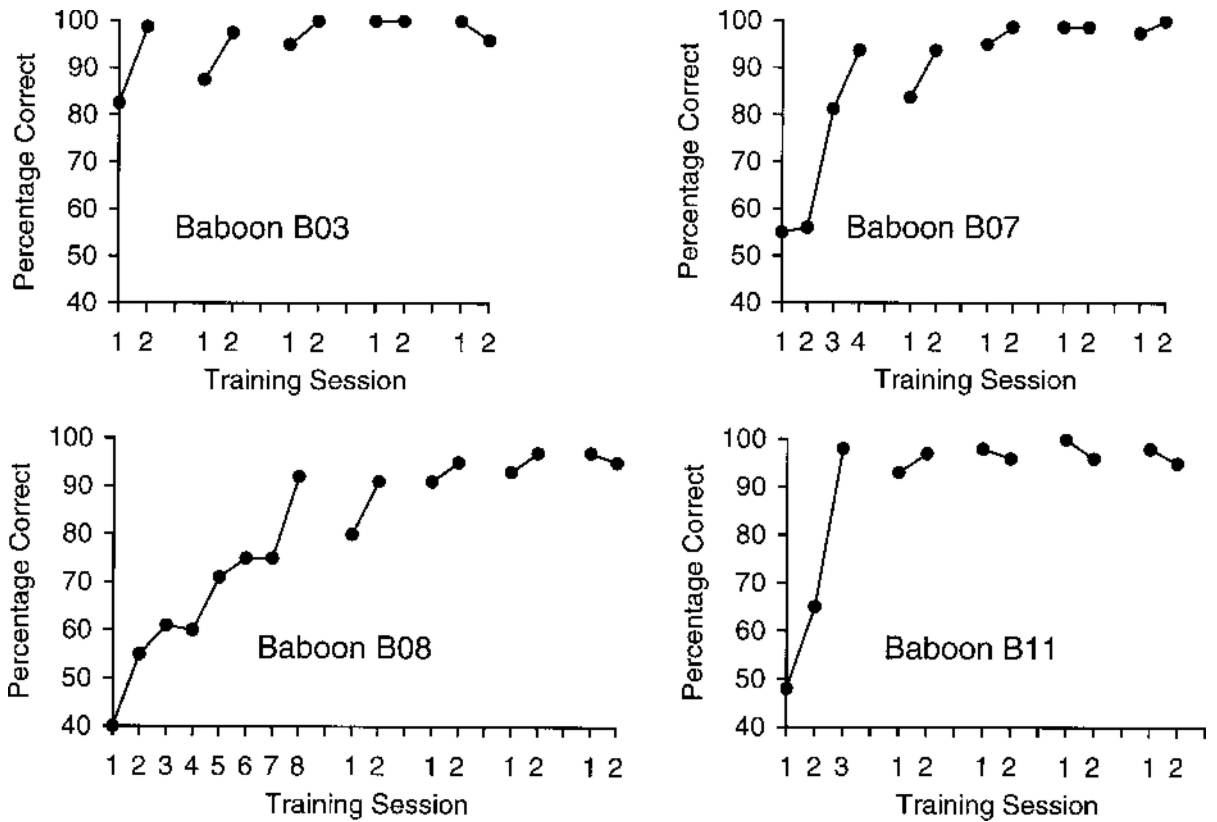 100
90
80
70
60
50
40
Percentage Correct
Baboon B03
1 2 1 2 1 2 1 2 1 2
Training Session
100
90
80
70
60
50
40
Percentage Correct
Baboon B07
1 2 3 4 1 2 1 2 1 2 1 2
Training Session
100
90
80
70
60
50
40
Percentage Correct
Baboon B08
1 2 3 4 5 6 7 8 1 2 1 2 1 2 1 2
Training Session
100
90
80
70
60
50
40
Percentage Correct
Baboon B11
1 2 3 1 2 1 2 1 2 1 2
Training Session